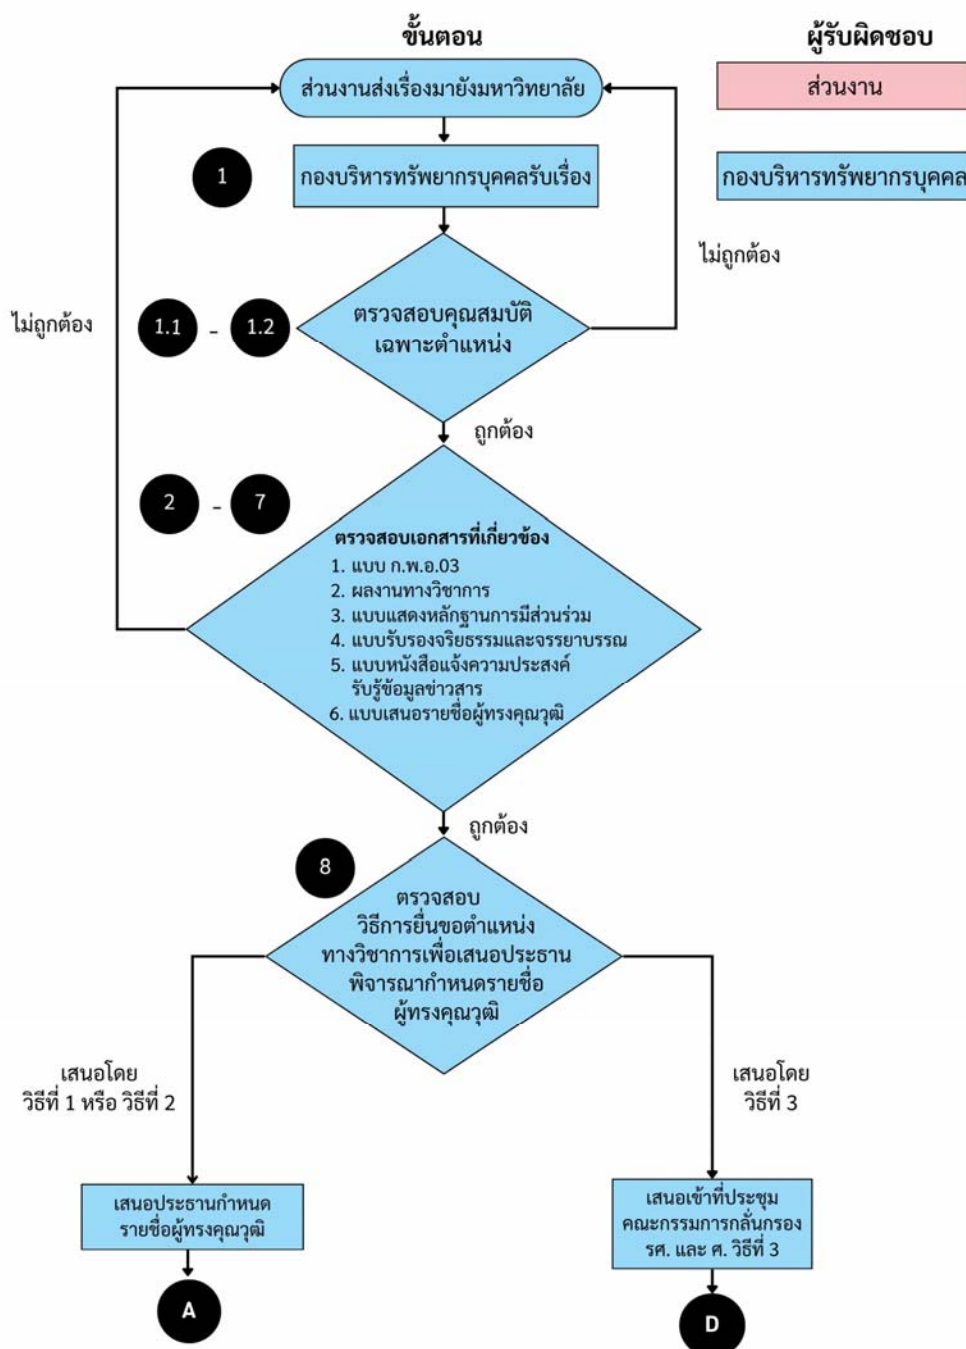 ขั้นตอน
ผู้รับผิดชอบ
ส่วนงานส่งเรื่องมายังมหาวิทยาลัย
ส่วนงาน
1
กองบริหารทรัพยากรบุคคลรับเรื่อง
กองบริหารทรัพยากรบุคคล
ไม่ถูกต้อง
ไม่ถูกต้อง
1.1 - 1.2
ตรวจสอบคุณสมบัติ
เฉพาะตำแหน่ง
ถูกต้อง
2 - 7
ตรวจสอบเอกสารที่เกี่ยวข้อง
1. แบบ ก.พ.อ.03
2. ผลงานทางวิชาการ
3. แบบแสดงหลักฐานการมีส่วนร่วม
4. แบบรับรองจริยธรรมและจรรยาบรรณ
5. แบบหนังสือแจ้งความประสงค์
รับรู้ข้อมูลข่าวสาร
6. แบบเสนอรายชื่อผู้ทรงคุณวุฒิ
ถูกต้อง
8
ตรวจสอบ
วิธีการยื่นขอตำแหน่ง
ทางวิชาการเพื่อเสนอประธาน
พิจารณากำหนดรายชื่อ
ผู้ทรงคุณวุฒิ
เสนอโดย
วิธีที่ 1 หรือ วิธีที่ 2
เสนอโดย
วิธีที่ 3
เสนอประธานกำหนด
รายชื่อผู้ทรงคุณวุฒิ
เสนอเข้าที่ประชุม
คณะกรรมการกลั่นกรอง
รศ. และ ศ. วิธีที่ 3
A
D